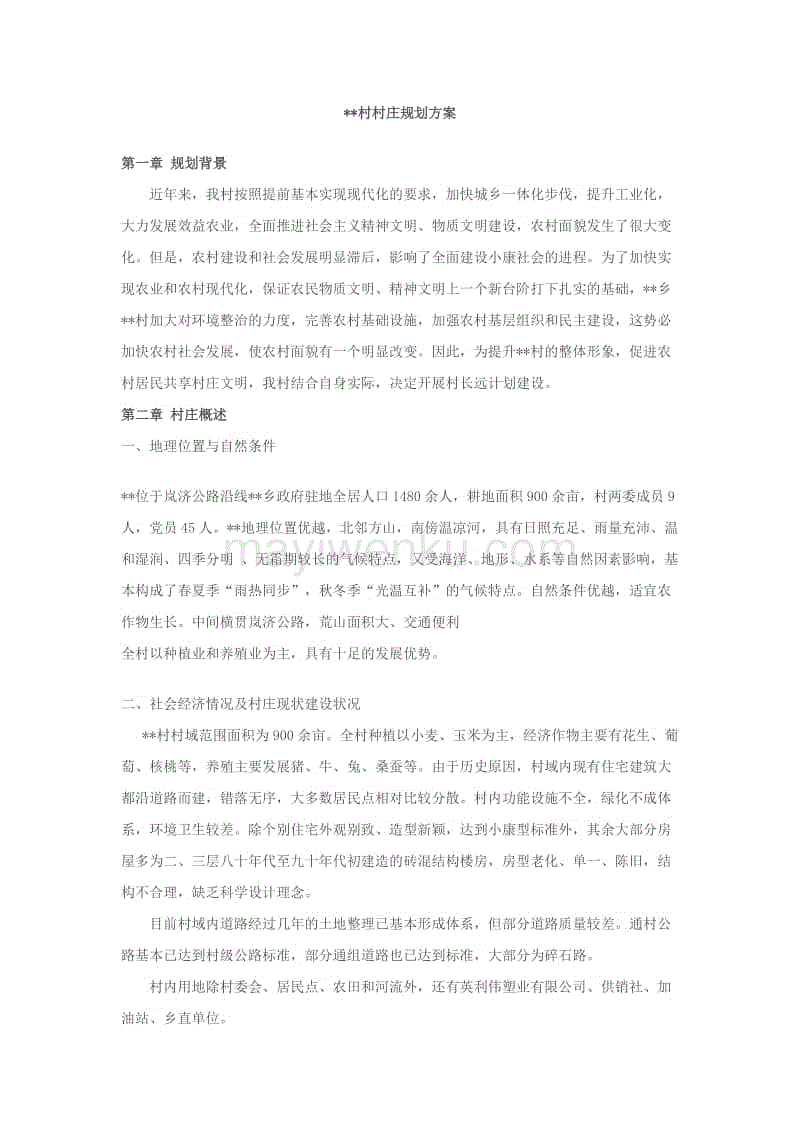 **村村庄规划方案
第一章 规划背景
近年来，我村按照提前基本实现现代化的要求，加快城乡一体化步伐，提升工业化，
大力发展效益农业，全面推进社会主义精神文明、物质文明建设，农村面貌发生了很大变
化。但是，农村建设和社会发展明显滞后，影响了全面建设小康社会的进程。为了加快实
现农业和农村现代化，保证农民物质文明、精神文明上一个新台阶打下扎实的基础，**乡
**村加大对环境整治的力度，完善农村基础设施，加强农村基层组织和民主建设，这势必
加快农村社会发展，使农村面貌有一个明显改变。因此，为提升**村的整体形象，促进农
村居民共享村庄文明，我村结合自身实际，决定开展村长远计划建设。
第二章 村庄概述
一、地理位置与自然条件
**位于岚济公路沿线**乡政府驻地全居人口 1480 余人，耕地面积 900 余亩，村两委成员 9
人，党员 45 人。**地理位置优越，北邻方山，南傍温凉河，具有日照充足、雨量充沛、温
和湿润、四季分明 、无霜期较长的气候特点，又受海洋、地形、水系等自然因素影响，基
本构成了春夏季“雨热同步”，秋冬季“光温互补”的气候特点。自然条件优越，适宜农
作物生长。中间横贯岚济公路，荒山面积大、交通便利
全村以种植业和养殖业为主，具有十足的发展优势。
mayiwenku.com
二、社会经济情况及村庄现状建设状况
**村村域范围面积为 900 余亩。全村种植以小麦、玉米为主，经济作物主要有花生、葡
萄、核桃等，养殖主要发展猪、牛、兔、桑蚕等。由于历史原因，村域内现有住宅建筑大
都沿道路而建，错落无序，大多数居民点相对比较分散。村内功能设施不全，绿化不成体
系，环境卫生较差。除个别住宅外观别致、造型新颖，达到小康型标准外，其余大部分房
屋多为二、三层八十年代至九十年代初建造的砖混结构楼房，房型老化、单一、陈旧，结
构不合理，缺乏科学设计理念。
目前村域内道路经过几年的土地整理已基本形成体系，但部分道路质量较差。通村公
路基本已达到村级公路标准，部分通组道路也已达到标准，大部分为碎石路。
村内用地除村委会、居民点、农田和河流外，还有英利伟塑业有限公司、供销社、加
油站、乡直单位。